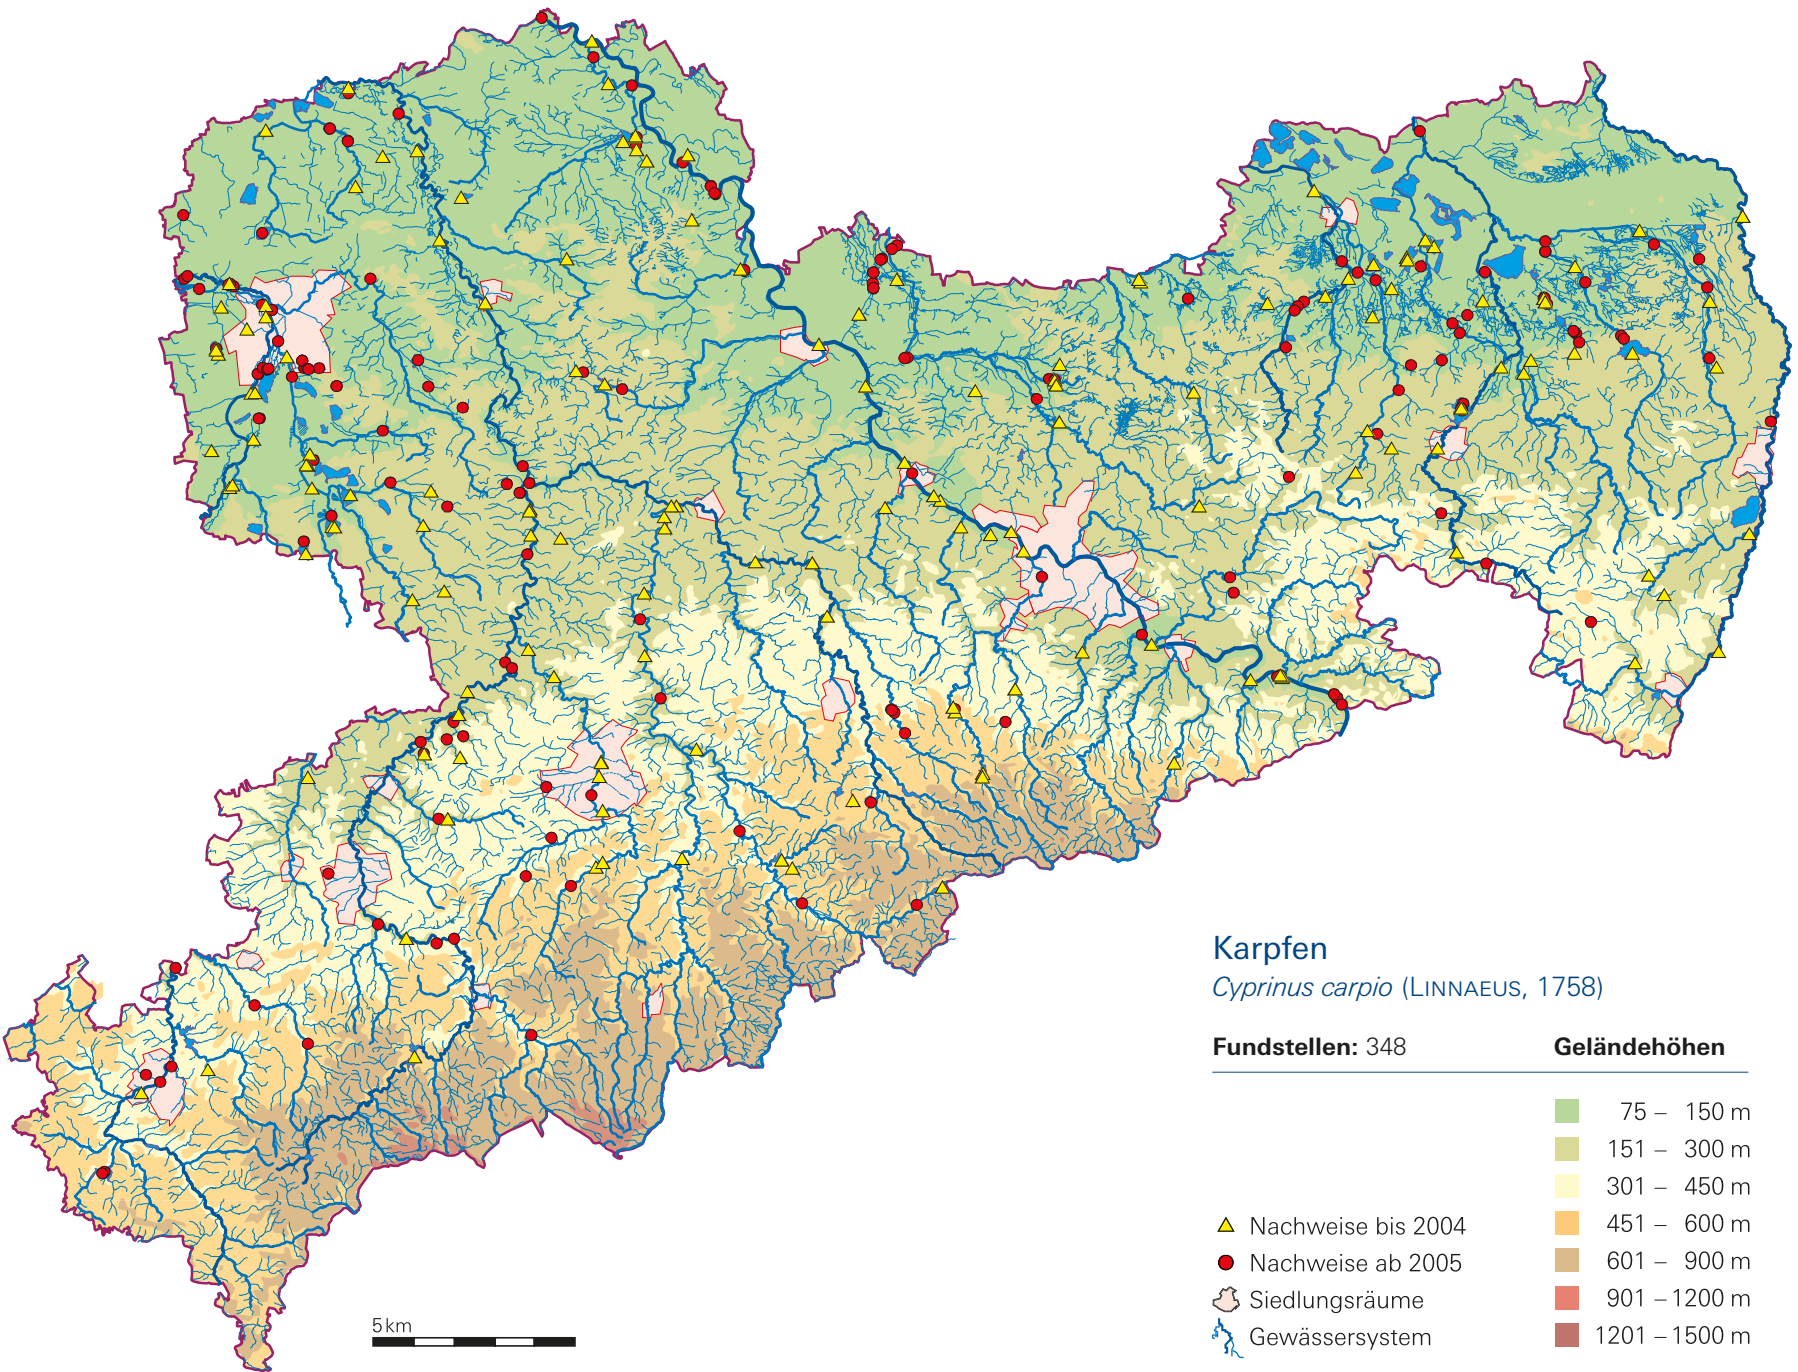 Karpfen
Cyprinus carpio (LINNAEUS, 1758)
Fundstellen: 348
Geländehöhen
75 – 150 m
151 – 300 m
301 – 450 m
451 – 600 m
601 – 900 m
901 – 1200 m
1201 – 1500 m
Nachweise bis 2004
Nachweise ab 2005
Siedlungsräume
Gewässersystem
5 km